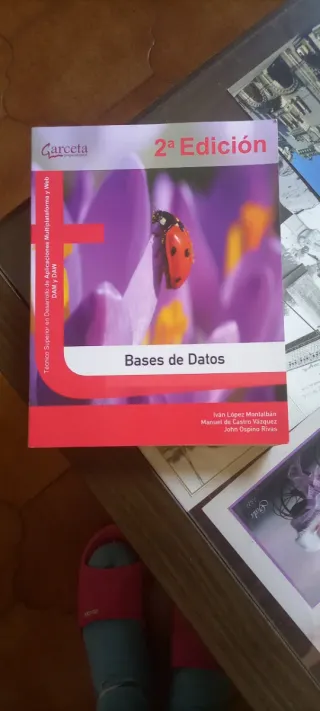 Garceta
2ª Edición
Técnico Superior en Desarrollo de Aplicaciones Multiplataforma y Web
DAM y DAW
Bases de Datos
Iván López Montalbán
Manuel de Castro Vázquez
John Ospino Rivas